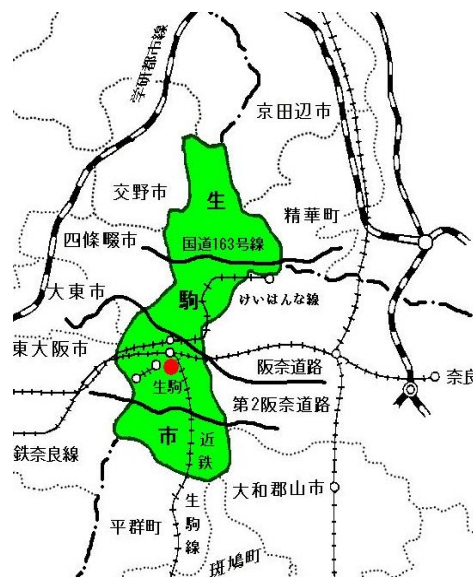 学研都市線
京田辺市
交野市
生
精華町
四條畷市
国道163号線
大東市
駒
けいはんな線
東大阪市
阪奈道路
奈良
生駒
第2阪奈道路
市
近鉄
鉄奈良線
大和郡山市
平群町
生駒線
斑鳩町